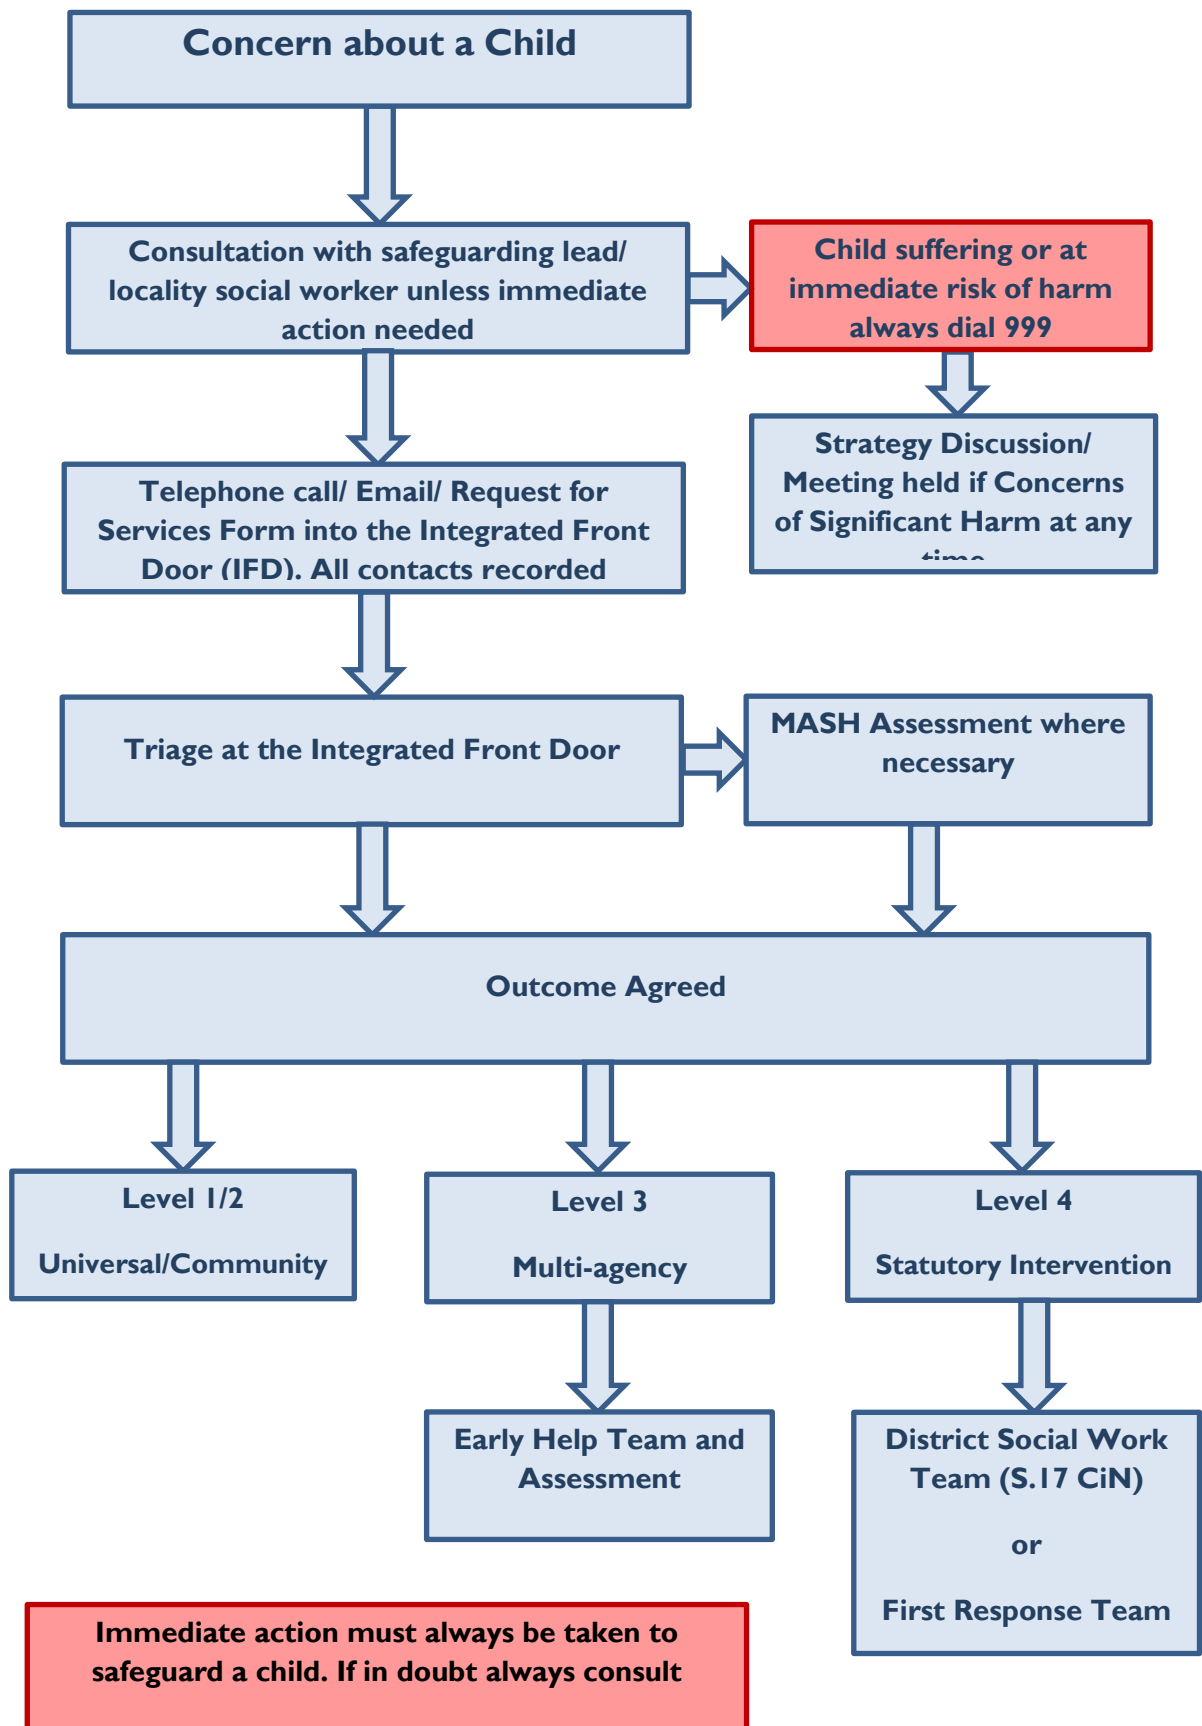 Concern about a Child
Consultation with safeguarding lead/
locality social worker unless immediate
action needed
Child suffering or at
immediate risk of harm
always dial 999
Strategy Discussion/
Meeting held if Concerns
of Significant Harm at any
time
Telephone call/ Email/ Request for
Services Form into the Integrated Front
Door (IFD). All contacts recorded
Triage at the Integrated Front Door
MASH Assessment where
necessary
Outcome Agreed
Level 1/2
Universal/Community
Level 3
Multi-agency
Level 4
Statutory Intervention
Early Help Team and
Assessment
District Social Work
Team (S.17 CiN)
or
First Response Team
Immediate action must always be taken to
safeguard a child. If in doubt always consult